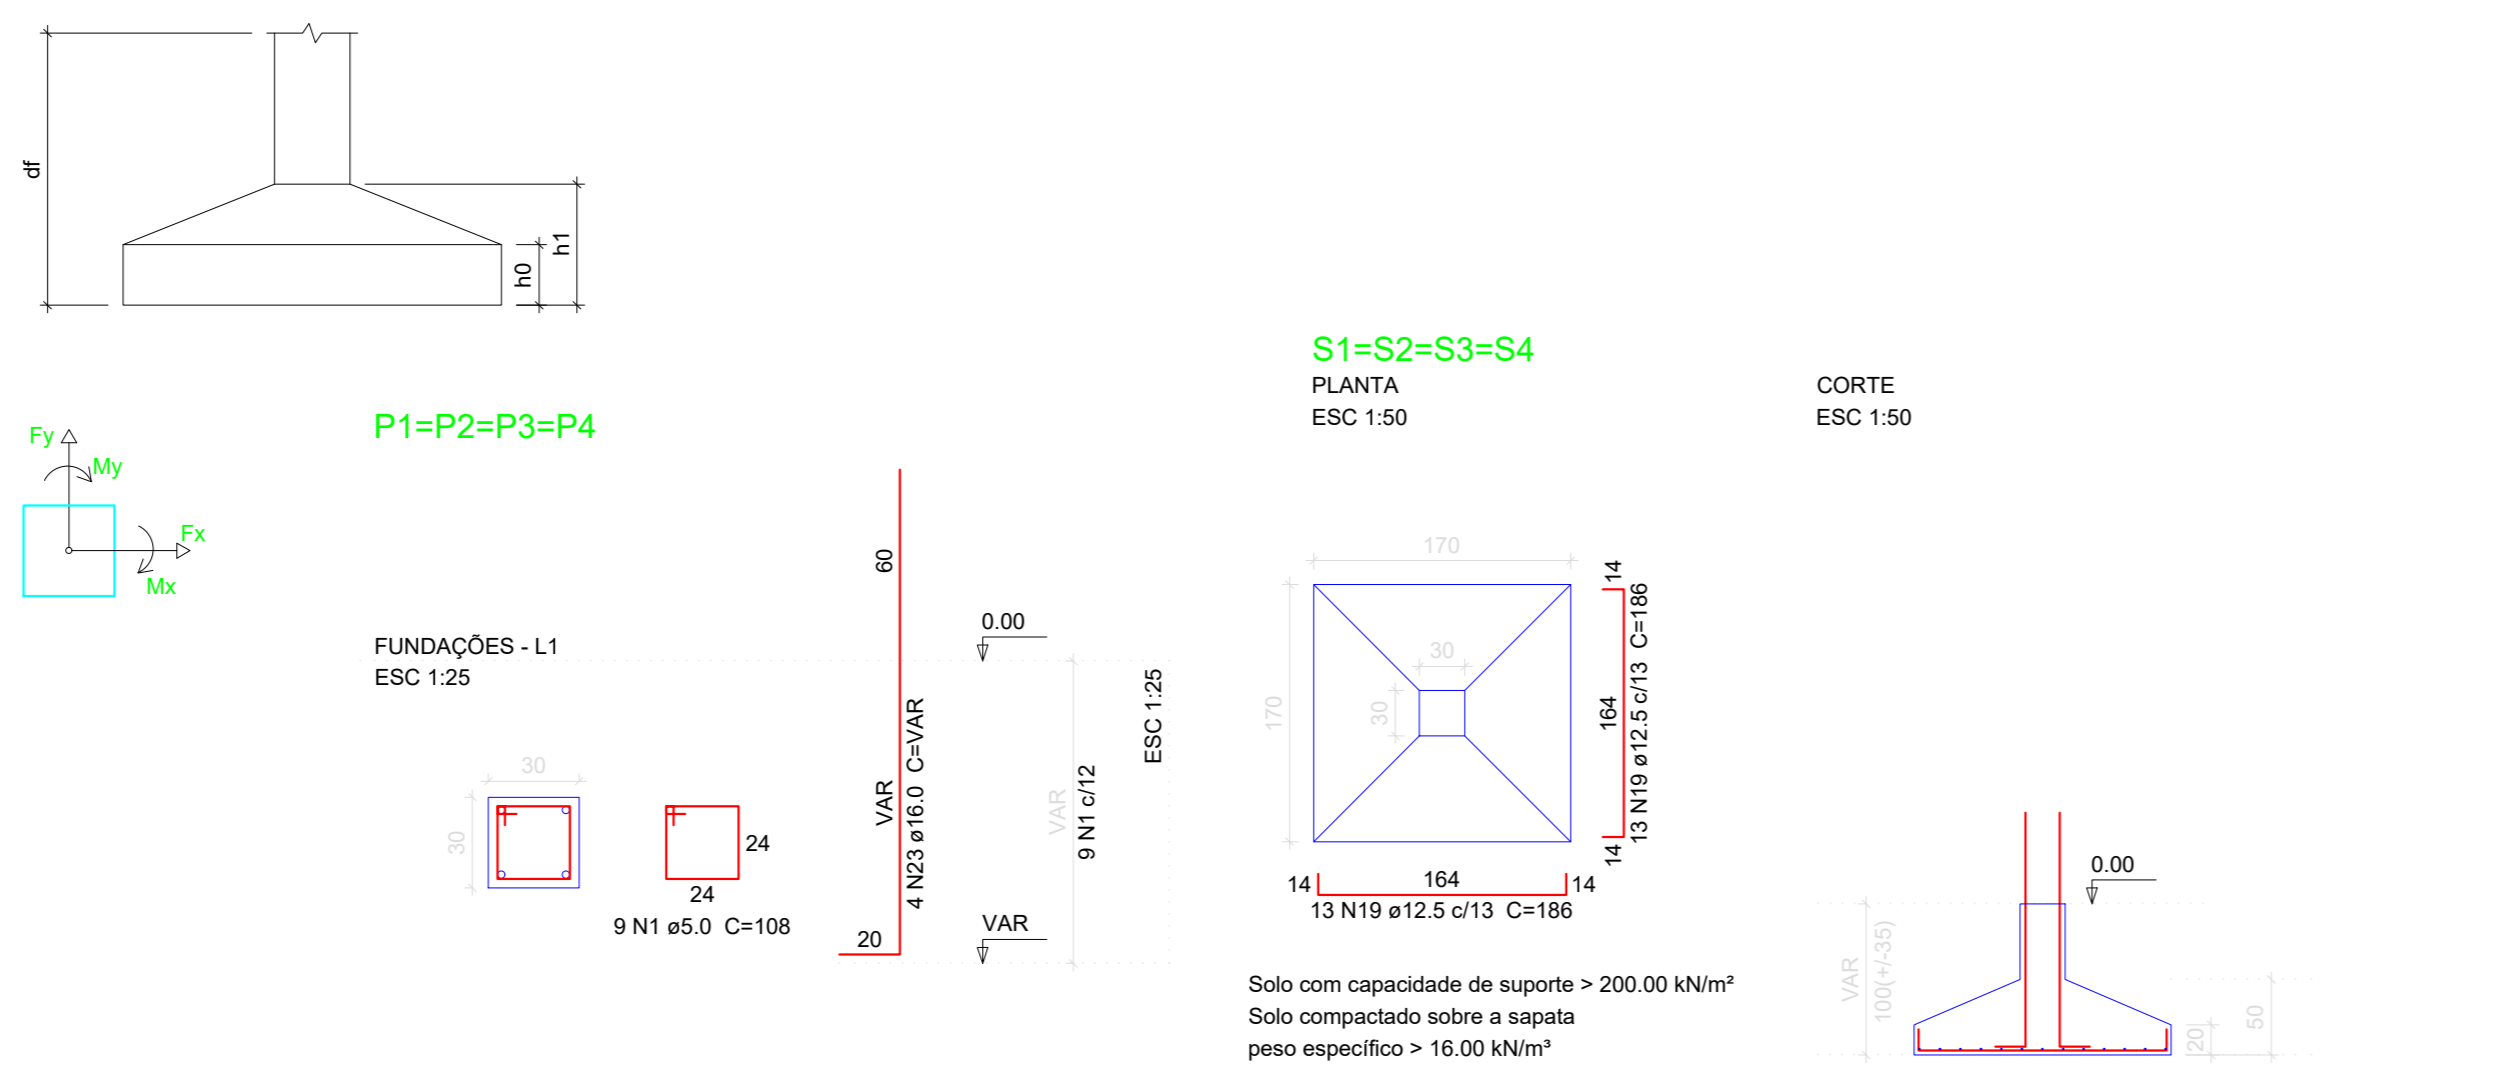 df
h1
h0
S1=S2=S3=S4
PLANTA
ESC 1:50
CORTE
ESC 1:50
P1=P2=P3=P4
Fy
My
Fx
Mx
FUNDAÇÕES - L1
ESC 1:25
30
30
24
24
9 N1 ø5.0 C=108
60
VAR
4 N23 ø16.0 C=VAR
20
0.00
VAR
VAR
9 N1 c/12
ESC 1:25
170
170
30
30
14
164
14
13 N19 ø12.5 c/13 C=186
14
164
14
13 N19 ø12.5 c/13 C=186
Solo com capacidade de suporte > 200.00 kN/m²
Solo compactado sobre a sapata
peso específico > 16.00 kN/m³
0.00
VAR
100(+/-35)
20
50